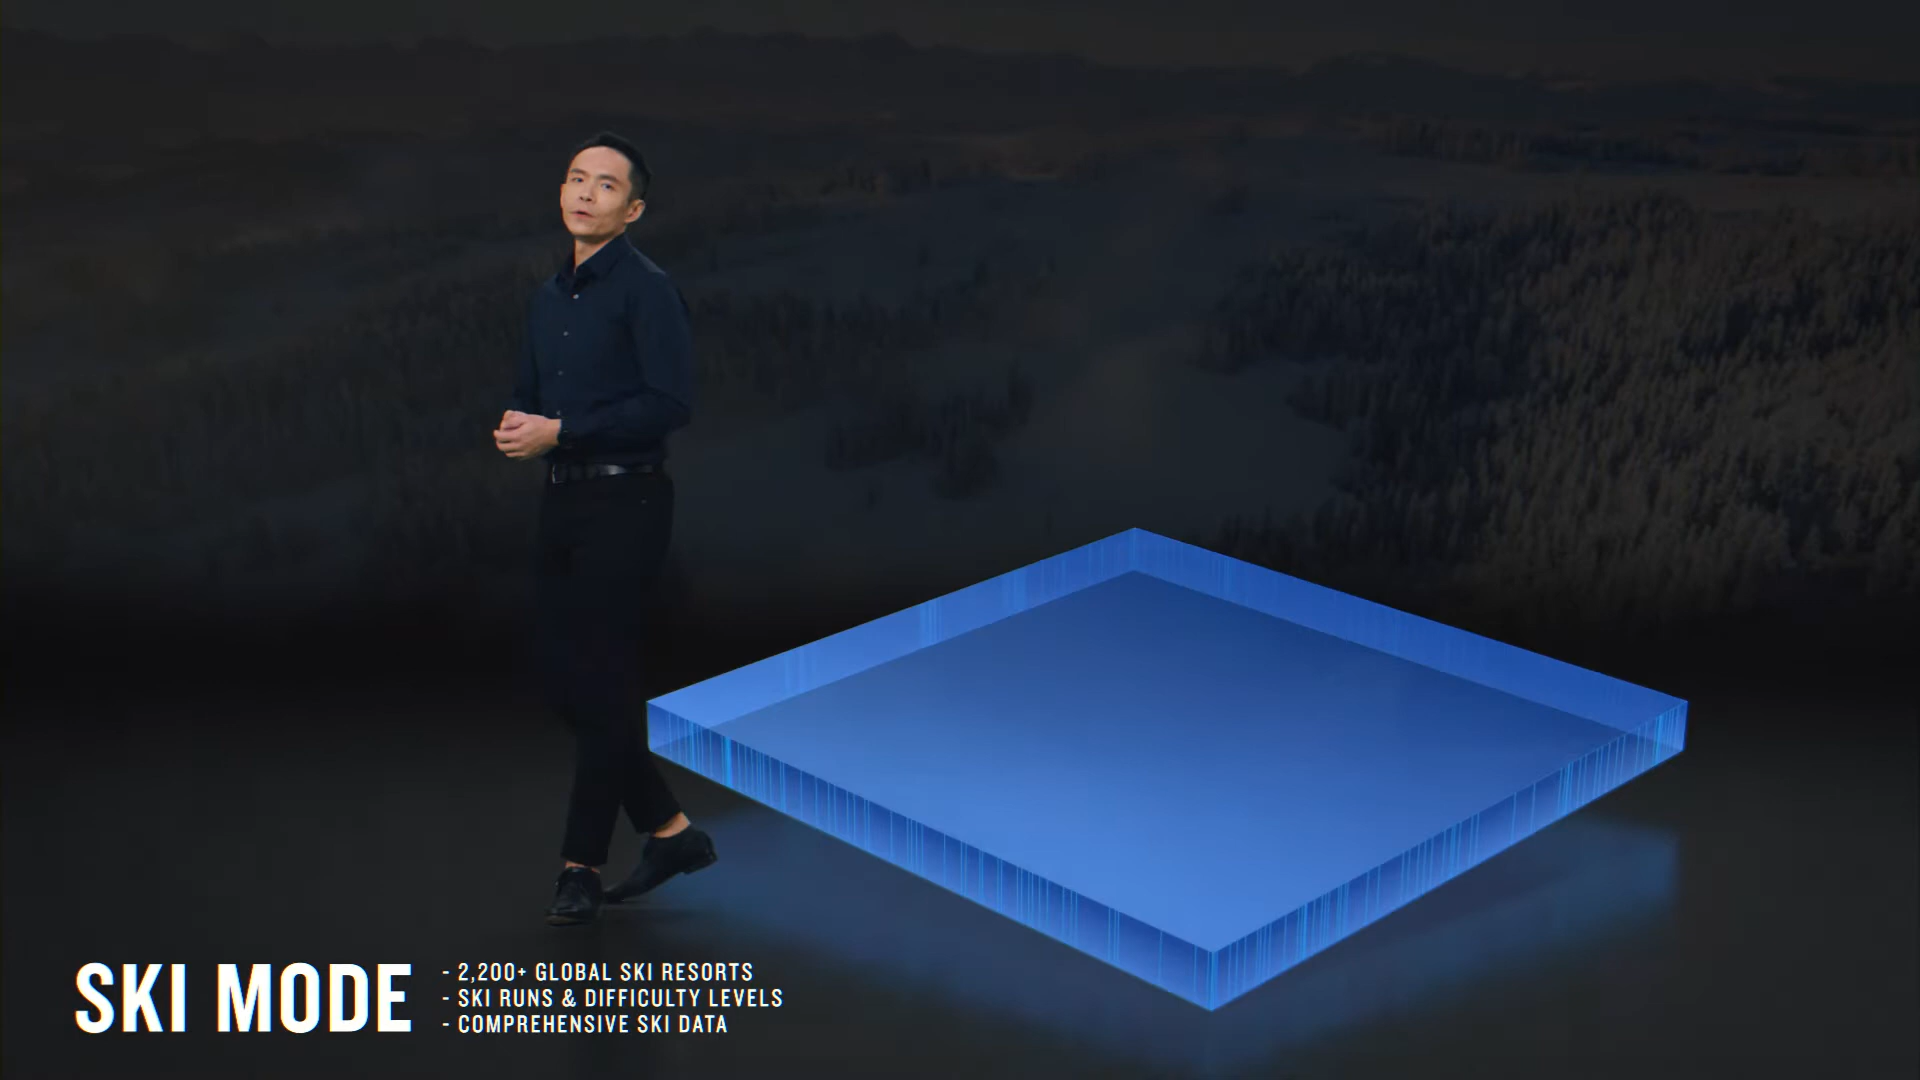 SKI MODE
- 2,200+ GLOBAL SKI RESORTS
- SKI RUNS & DIFFICULTY LEVELS
- COMPREHENSIVE SKI DATA